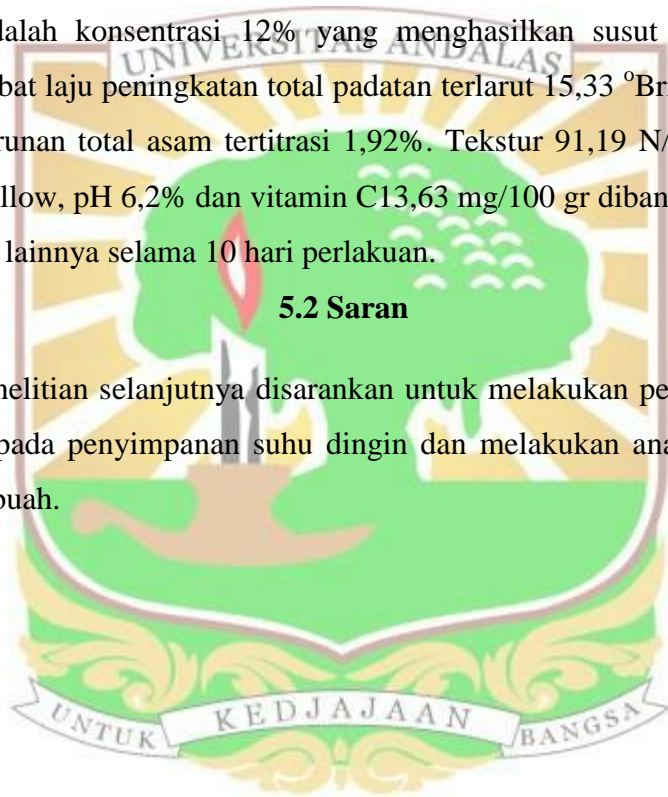 dalah konsentrasi 12% yang menghasilkan susut
UNIVERSITAS ANDALAS
bat laju peningkatan total padatan terlarut 15,33 °Br
runan total asam tertitrasi 1,92%. Tekstur 91,19 N/
llow, pH 6,2% dan vitamin C13,63 mg/100 gr diban
lainnya selama 10 hari perlakuan.
5.2 Saran
nelitian selanjutnya disarankan untuk melakukan pe
pada penyimpanan suhu dingin dan melakukan ana
buah.
UNTUK KEDJAJAAN BANGSA